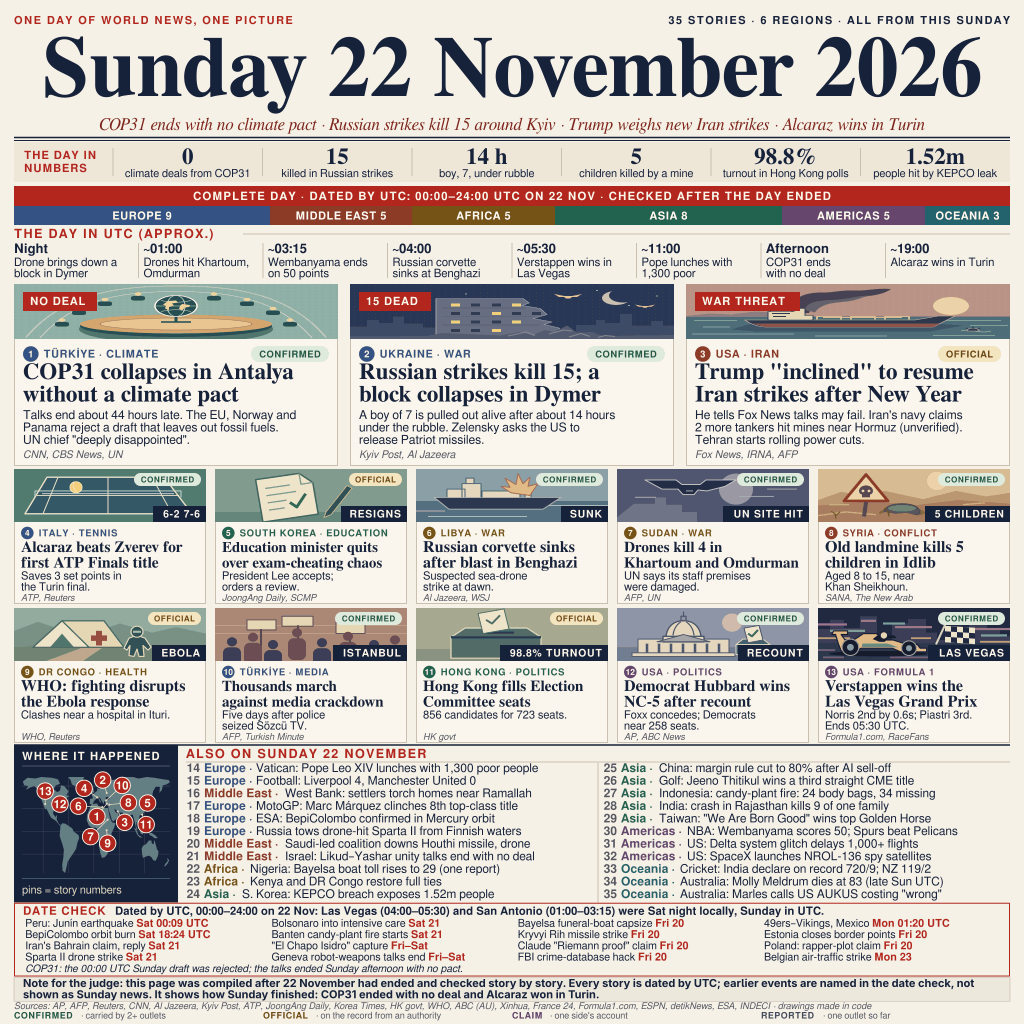 ONE DAY OF WORLD NEWS, ONE PICTURE
35 STORIES · 6 REGIONS · ALL FROM THIS SUNDAY
Sunday 22 November 2026
COP31 ends with no climate pact · Russian strikes kill 15 around Kyiv · Trump weighs new Iran strikes · Alcaraz wins in Turin
THE DAY IN
NUMBERS
0
climate deals from COP31
15
killed in Russian strikes
14 h
boy, 7, under rubble
5
children killed by a mine
98.8%
turnout in Hong Kong polls
1.52m
people hit by KEPCO leak
COMPLETE DAY · DATED BY UTC: 00:00–24:00 UTC ON 22 NOV · CHECKED AFTER THE DAY ENDED
EUROPE 9
MIDDLE EAST 5
AFRICA 5
ASIA 8
AMERICAS 5
OCEANIA 3
THE DAY IN UTC (APPROX.)
Night
Drone brings down a
block in Dymer
~01:00
Drones hit Khartoum,
Omdurman
~03:15
Wembanyama ends
on 50 points
~04:00
Russian corvette
sinks at Benghazi
~05:30
Verstappen wins in
Las Vegas
~11:00
Pope lunches with
1,300 poor
Afternoon
COP31 ends
with no deal
~19:00
Alcaraz wins in Turin
NO DEAL
1 TÜRKİYE · CLIMATE
CONFIRMED
COP31 collapses in Antalya
without a climate pact
Talks end about 44 hours late. The EU, Norway and
Panama reject a draft that leaves out fossil fuels.
UN chief "deeply disappointed".
CNN, CBS News, UN
15 DEAD
2 UKRAINE · WAR
CONFIRMED
Russian strikes kill 15; a
block collapses in Dymer
A boy of 7 is pulled out alive after about 14 hours
under the rubble. Zelensky asks the US to
release Patriot missiles.
Kyiv Post, Al Jazeera
WAR THREAT
3 USA · IRAN
OFFICIAL
Trump "inclined" to resume
Iran strikes after New Year
He tells Fox News talks may fail. Iran's navy claims
2 more tankers hit mines near Hormuz (unverified).
Tehran starts rolling power cuts.
Fox News, IRNA, AFP
CONFIRMED
6-2 7-6
4 ITALY · TENNIS
Alcaraz beats Zverev for
first ATP Finals title
Saves 3 set points in
the Turin final.
ATP, Reuters
OFFICIAL
RESIGNS
5 SOUTH KOREA · EDUCATION
Education minister quits
over exam-cheating chaos
President Lee accepts;
orders a review.
JoongAng Daily, SCMP
CONFIRMED
SUNK
6 LIBYA · WAR
Russian corvette sinks
after blast in Benghazi
Suspected sea-drone
strike at dawn.
Al Jazeera, WSJ
CONFIRMED
UN SITE HIT
7 SUDAN · WAR
Drones kill 4 in
Khartoum and Omdurman
UN says its staff premises
were damaged.
AFP, UN
CONFIRMED
5 CHILDREN
8 SYRIA · CONFLICT
Old landmine kills 5
children in Idlib
Aged 8 to 15, near
Khan Sheikhoun.
SANA, The New Arab
OFFICIAL
EBOLA
9 DR CONGO · HEALTH
WHO: fighting disrupts
the Ebola response
Clashes near a hospital in Ituri.
WHO, Reuters
CONFIRMED
ISTANBUL
10 TÜRKİYE · MEDIA
Thousands march
against media crackdown
Five days after police
seized Sözcü TV.
AFP, Turkish Minute
OFFICIAL
98.8% TURNOUT
11 HONG KONG · POLITICS
Hong Kong fills Election
Committee seats
856 candidates for 723 seats.
HK govt
CONFIRMED
RECOUNT
12 USA · POLITICS
Democrat Hubbard wins
NC-5 after recount
Foxx concedes; Democrats
near 258 seats.
AP, ABC News
CONFIRMED
LAS VEGAS
13 USA · FORMULA 1
Verstappen wins the
Las Vegas Grand Prix
Norris 2nd by 0.6s; Piastri 3rd.
Ends 05:30 UTC.
Formula1.com, RaceFans
WHERE IT HAPPENED
13 2 4 10 12 6 8 5 1 3 11 7 9
pins = story numbers
ALSO ON SUNDAY 22 NOVEMBER
14 Europe · Vatican: Pope Leo XIV lunches with 1,300 poor people
15 Europe · Football: Liverpool 4, Manchester United 0
16 Middle East · West Bank: settlers torch homes near Ramallah
17 Europe · MotoGP: Marc Márquez clinches 8th top-class title
18 Europe · ESA: BepiColombo confirmed in Mercury orbit
19 Europe · Russia tows drone-hit Sparta II from Finnish waters
20 Middle East · Saudi-led coalition downs Houthi missile, drone
21 Middle East · Israel: Likud–Yashar unity talks end with no deal
22 Africa · Nigeria: Bayelsa boat toll rises to 29 (one report)
23 Africa · Kenya and DR Congo restore full ties
24 Asia · S. Korea: KEPCO breach exposes 1.52m people
25 Asia · China: margin rule cut to 80% after AI sell-off
26 Asia · Golf: Jeeno Thitikul wins a third straight CME title
27 Asia · Indonesia: candy-plant fire: 24 body bags, 34 missing
28 Asia · India: crash in Rajasthan kills 9 of one family
29 Asia · Taiwan: "We Are Born Good" wins top Golden Horse
30 Americas · NBA: Wembanyama scores 50; Spurs beat Pelicans
31 Americas · US: Delta system glitch delays 1,000+ flights
32 Americas · US: SpaceX launches NROL-136 spy satellites
33 Oceania · Cricket: India declare on 720/9; NZ 119/2
34 Oceania · Australia: Molly Meldrum dies at 83 (late Sun UTC)
35 Oceania · Australia: Marles calls US AUKUS costing "wrong"
DATE CHECK Dated by UTC, 00:00–24:00 on 22 Nov: Las Vegas (04:00–05:30) and San Antonio (01:00–03:15) were Sat night locally, Sunday in UTC.
Peru: Junin earthquake Sat 00:09 UTC
Bolsonaro into intensive care Sat 21
Bayelsa funeral-boat capsize Fri 20
49ers–Vikings, Mexico Mon 01:20 UTC
BepiColombo orbit burn Sat 18:24 UTC
Banten candy-plant fire starts Sat 21
Kryvyi Rih missile strike Fri 20
Estonia closes border points Fri 20
Iran's Bahrain claim, reply Sat 21
"El Chapo Isidro" capture Fri–Sat
Claude "Riemann proof" claim Fri 20
Poland: rapper-plot claim Fri 20
Sparta II drone strike Sat 21
Geneva robot-weapons talks end Fri–Sat
FBI crime-database hack Fri 20
Belgian air-traffic strike Mon 23
COP31: the 00:00 UTC Sunday draft was rejected; the talks ended Sunday afternoon with no pact.
Note for the judge: this page was compiled after 22 November had ended and checked story by story. Every story is dated by UTC; earlier events are named in the date check, not
shown as Sunday news. It shows how Sunday finished: COP31 ended with no deal and Alcaraz won in Turin.
Sources: AP, AFP, Reuters, CNN, Al Jazeera, Kyiv Post, ATP, JoongAng Daily, Korea Times, HK govt, WHO, ABC (AU), Xinhua, France 24, Formula1.com, ESPN, detikNews, ESA, INDECI · drawings made in code
CONFIRMED · carried by 2+ outlets
OFFICIAL · on the record from an authority
CLAIM · one side's account
REPORTED · one outlet so far